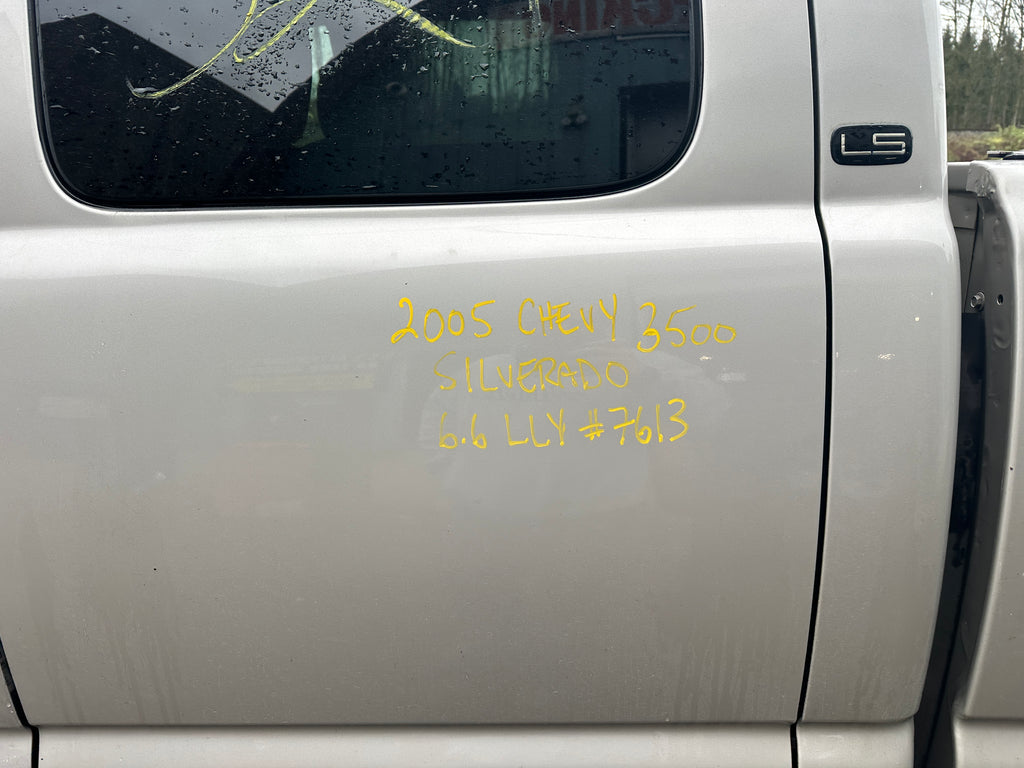 LS
2005 CHEVY 3500
SILVERADO
6.6 LLY #7613